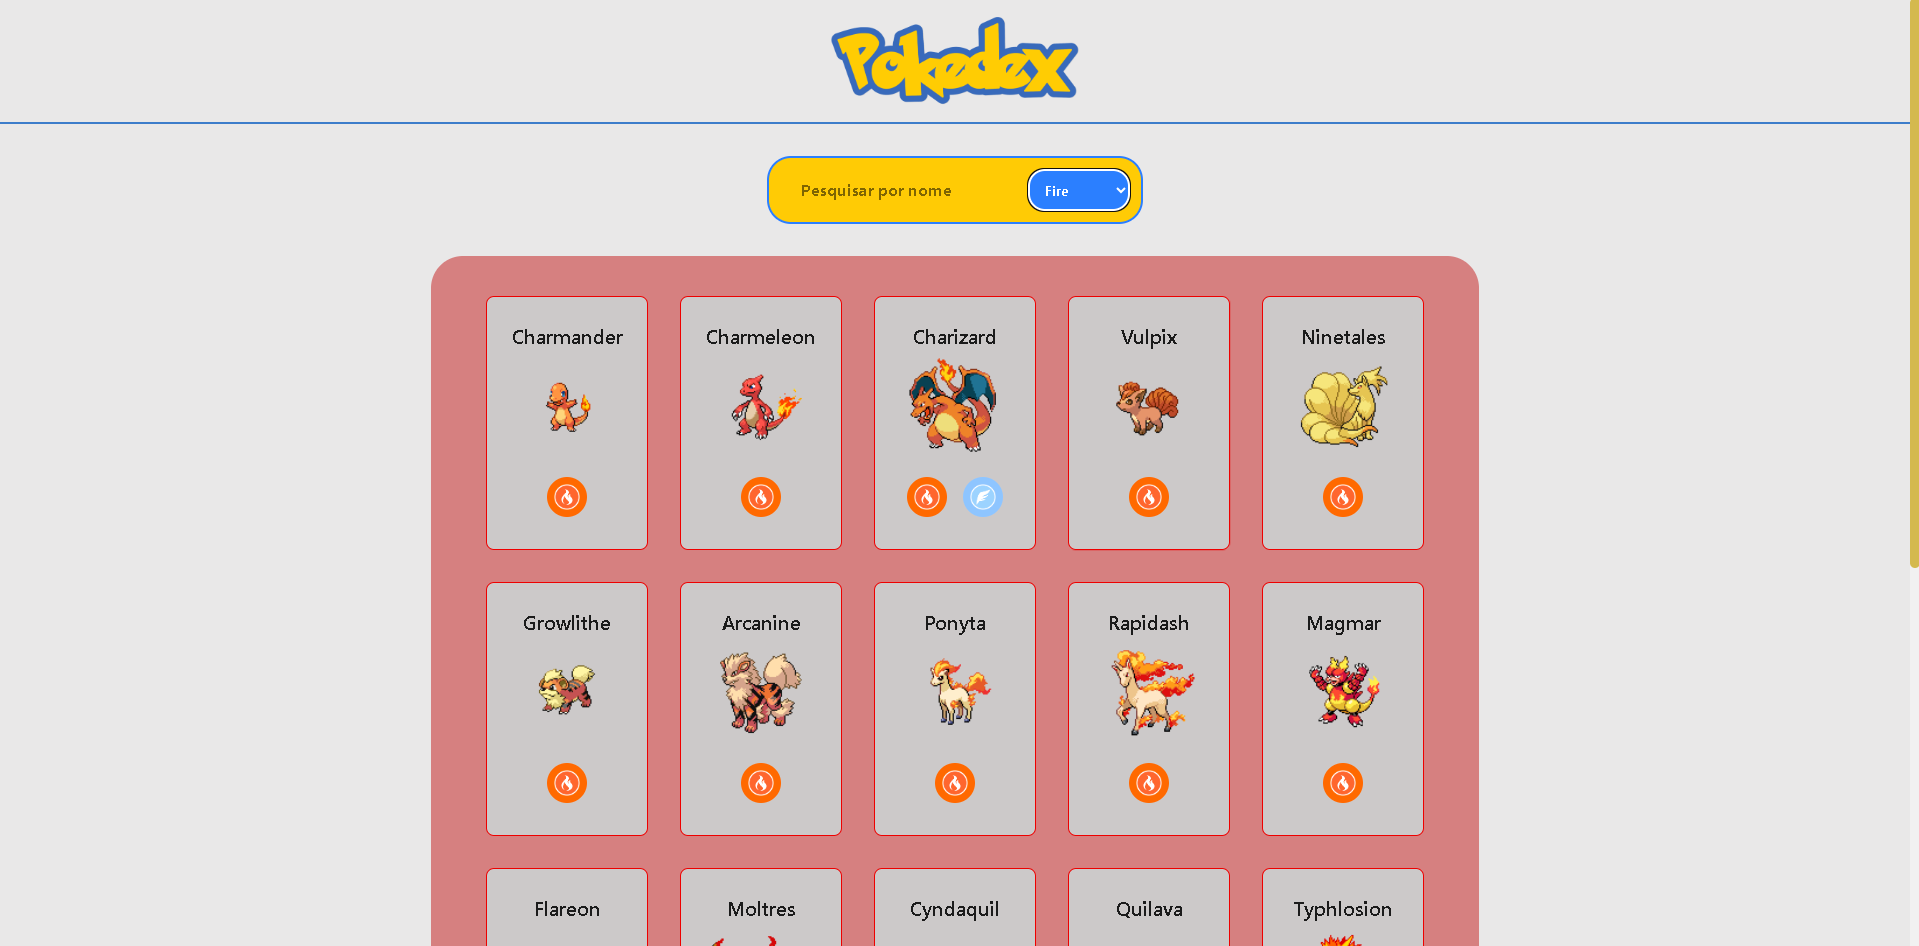 Pokedex
Pesquisar por nome
Fire
Charmander
Charmeleon
Charizard
Vulpix
Ninetales
Growlithe
Arcanine
Ponyta
Rapidash
Magmar
Flareon
Moltres
Cyndaquil
Quilava
Typhlosion